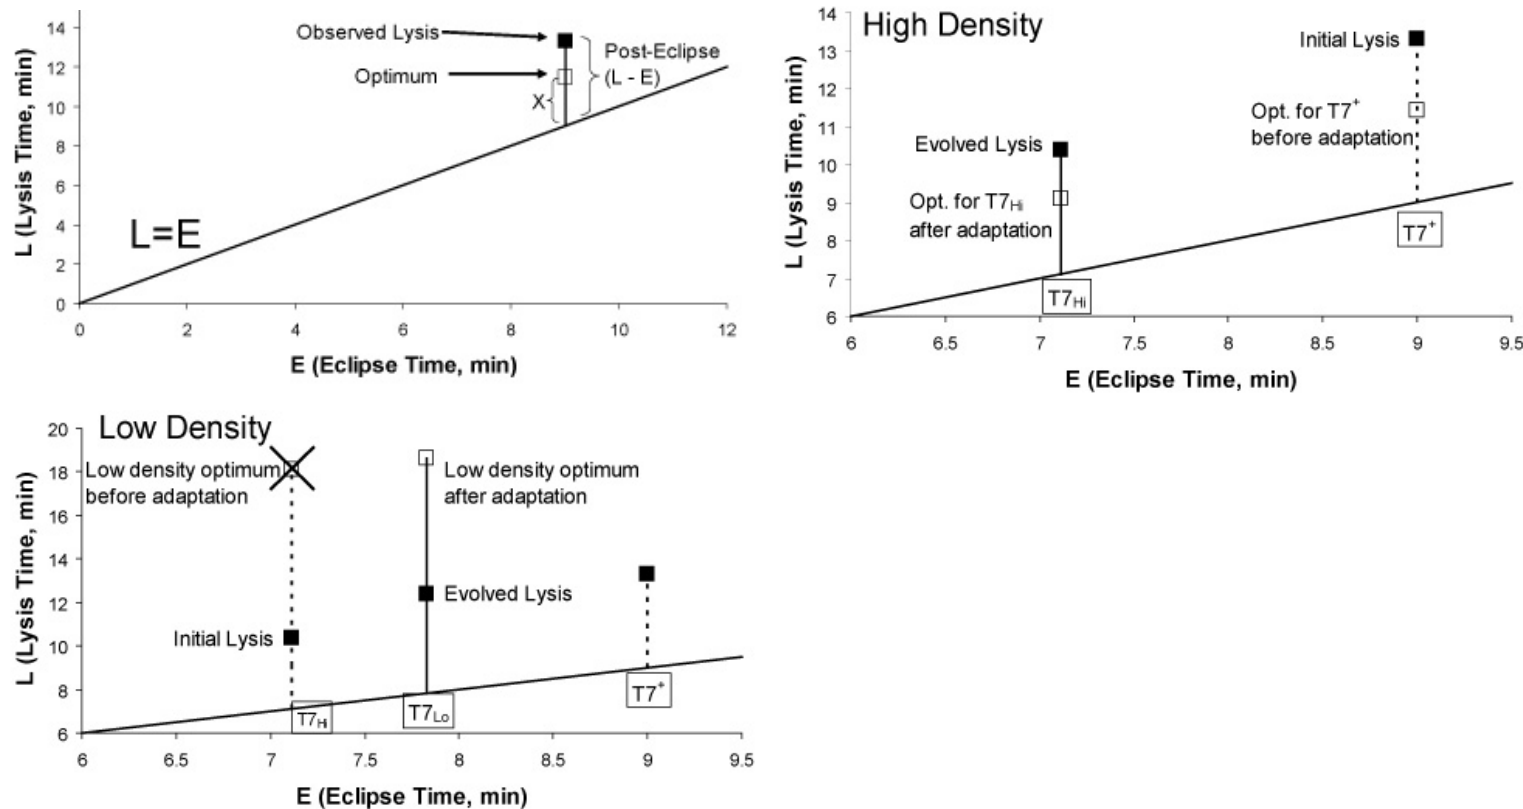 14
12
10
8
6
4
2
0
L (Lysis Time, min)
Observed Lysis
Optimum
X
Post-Eclipse
(L - E)
L=E
0 2 4 6 8 10 12
E (Eclipse Time, min)
High Density
14
13
12
11
10
9
8
7
6
L (Lysis Time, min)
Initial Lysis
Opt. for T7+
before adaptation
Evolved Lysis
Opt. for T7Hi
after adaptation
T7+
T7Hi
6 6.5 7 7.5 8 8.5 9 9.5
E (Eclipse Time, min)
Low Density
20
18
16
14
12
10
8
6
L (Lysis Time, min)
Low density optimum
before adaptation
Low density optimum
after adaptation
Evolved Lysis
Initial Lysis
T7Hi
T7Lo
T7+
6 6.5 7 7.5 8 8.5 9 9.5
E (Eclipse Time, min)